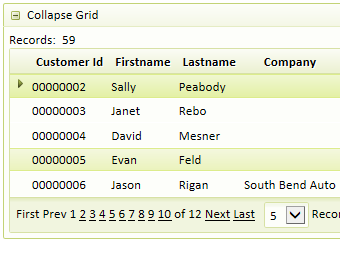 Collapse Grid
Records: 59
Customer Id Firstname Lastname Company
00000002 Sally Peabody
00000003 Janet Rebo
00000004 David Mesner
00000005 Evan Feld
00000006 Jason Rigan South Bend Auto
First Prev 1 2 3 4 5 6 7 8 9 10 of 12 Next Last 5 Recor